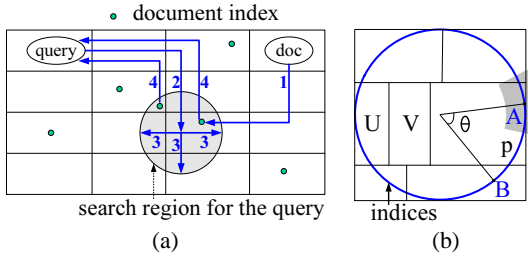 document index
query
doc
4 2 4 1
3 3 3
search region for the query
(a)
U V θ A
p
B
indices
(b)